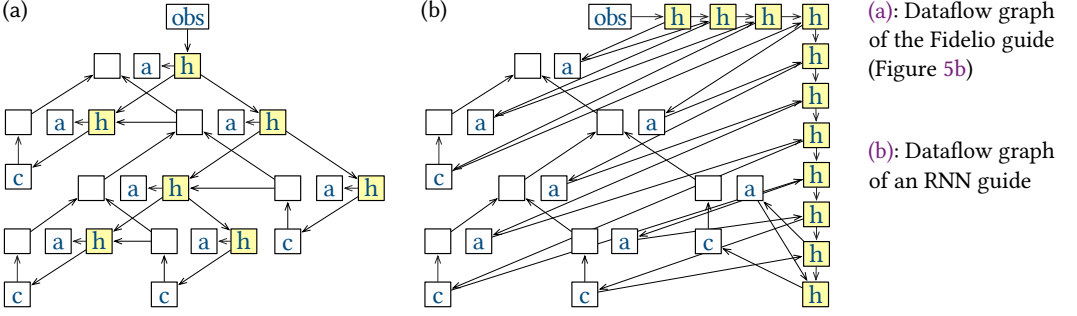 (a)
obs
a h
a h a h
c
a h a h
a h a h c
c c
(b)
obs h h h h
h
a
h
a a
h
c h
a a
h
a a c
h
c c h
(a): Dataflow graph
of the Fidelio guide
(Figure 5b)
(b): Dataflow graph
of an RNN guide